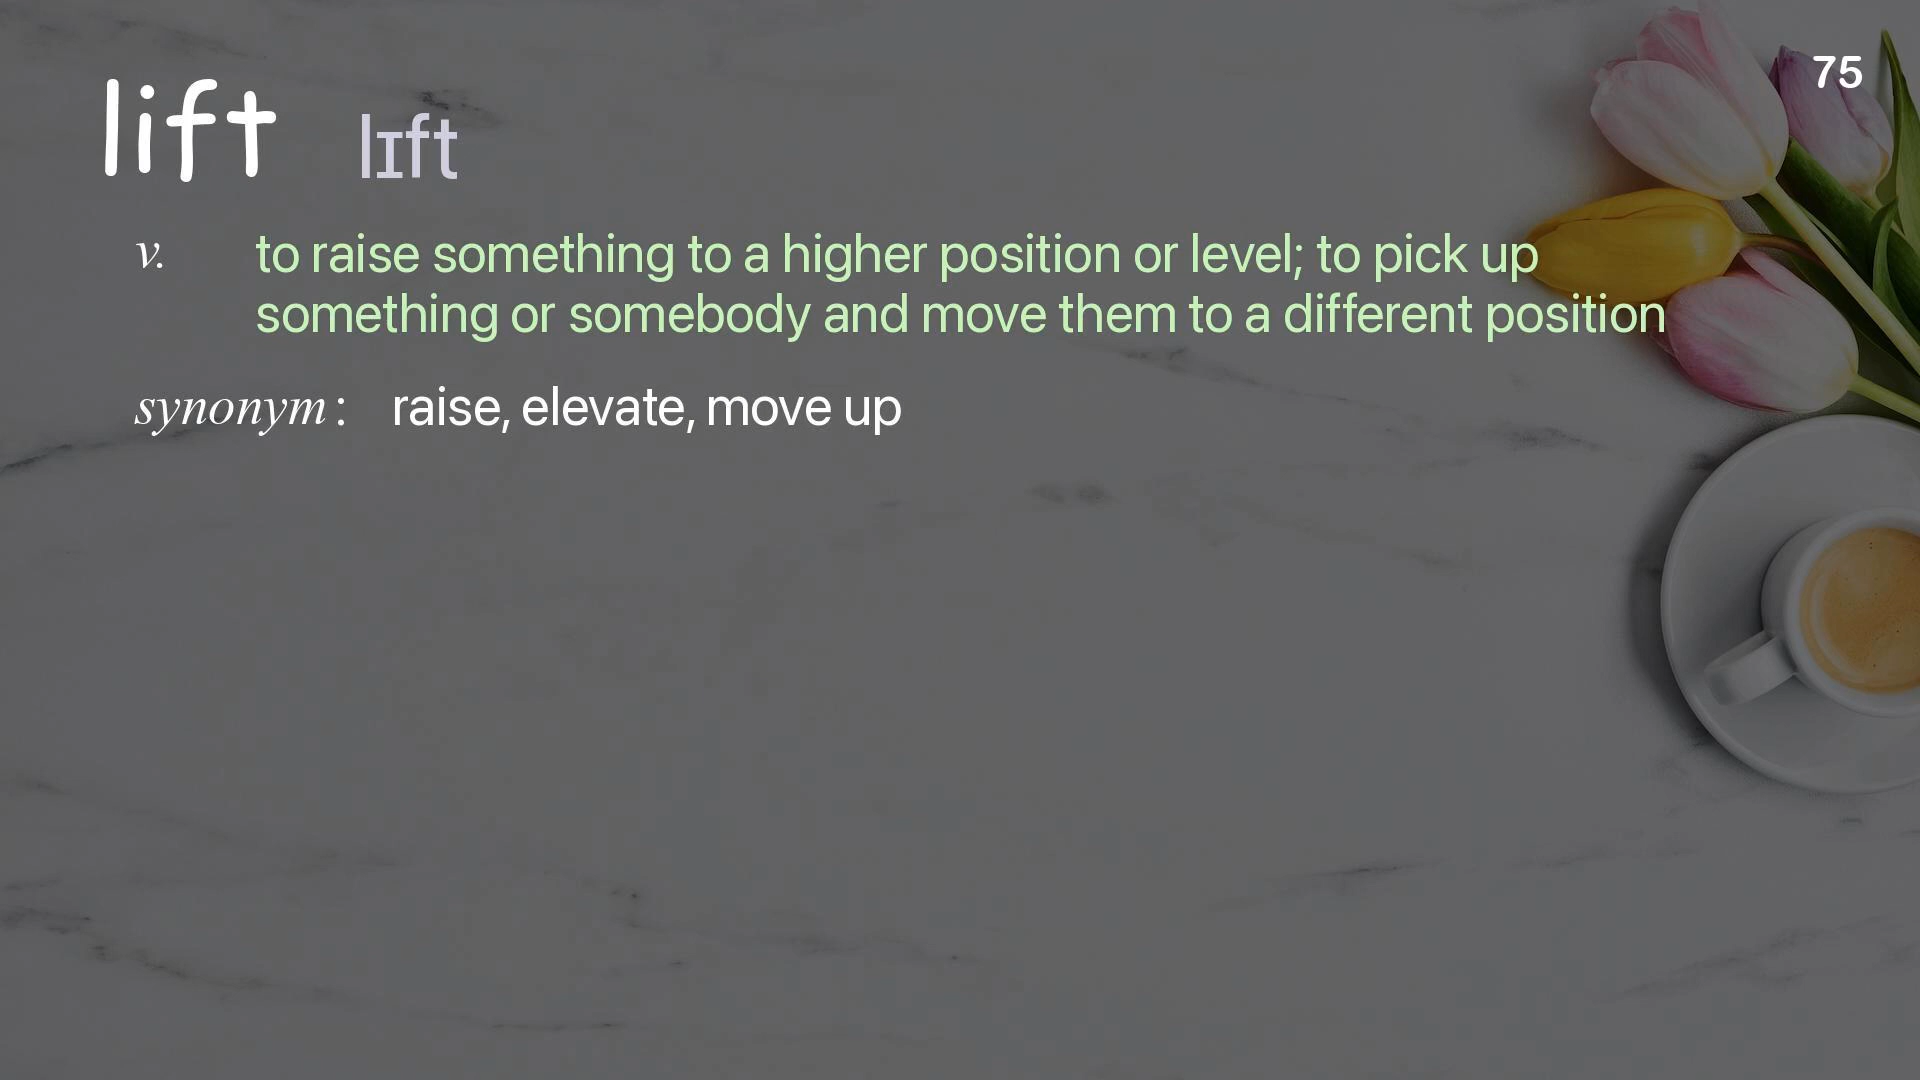 75
lift lɪft
v. to raise something to a higher position or level; to pick up
something or somebody and move them to a different position
synonym: raise, elevate, move up